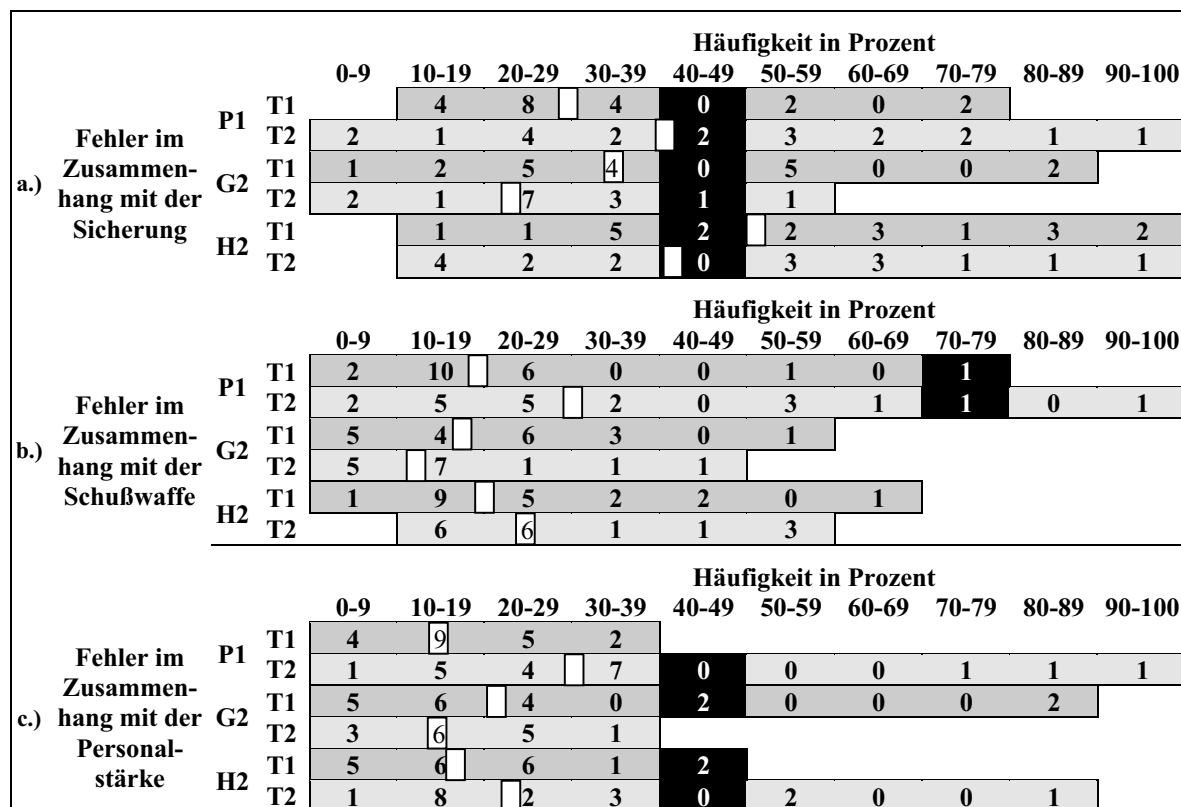 Häufigkeit in Prozent
0-9 10-19 20-29 30-39 40-49 50-59 60-69 70-79 80-89 90-100
a.) Fehler im Zusammen-hang mit der Sicherung
P1 T1 4 8 4 0 2 0 2
T2 2 1 4 2 2 3 2 2 1 1
G2 T1 1 2 5 4 0 5 0 0 2
T2 2 1 7 3 1 1
H2 T1 1 1 5 2 2 3 1 3 2
T2 4 2 2 0 3 3 1 1 1
Häufigkeit in Prozent
0-9 10-19 20-29 30-39 40-49 50-59 60-69 70-79 80-89 90-100
b.) Fehler im Zusammen-hang mit der Schußwaffe
P1 T1 2 10 6 0 0 1 0 1
T2 2 5 5 2 0 3 1 1 0 1
G2 T1 5 4 6 3 0 1
T2 5 7 1 1 1
H2 T1 1 9 5 2 2 0 1
T2 6 6 1 1 3
Häufigkeit in Prozent
0-9 10-19 20-29 30-39 40-49 50-59 60-69 70-79 80-89 90-100
c.) Fehler im Zusammen-hang mit der Personal-stärke
P1 T1 4 9 5 2
T2 1 5 4 7 0 0 0 1 1 1
G2 T1 5 6 4 0 2 0 0 0 2
T2 3 6 5 1
H2 T1 5 6 6 1 2
T2 1 8 2 3 0 2 0 0 1